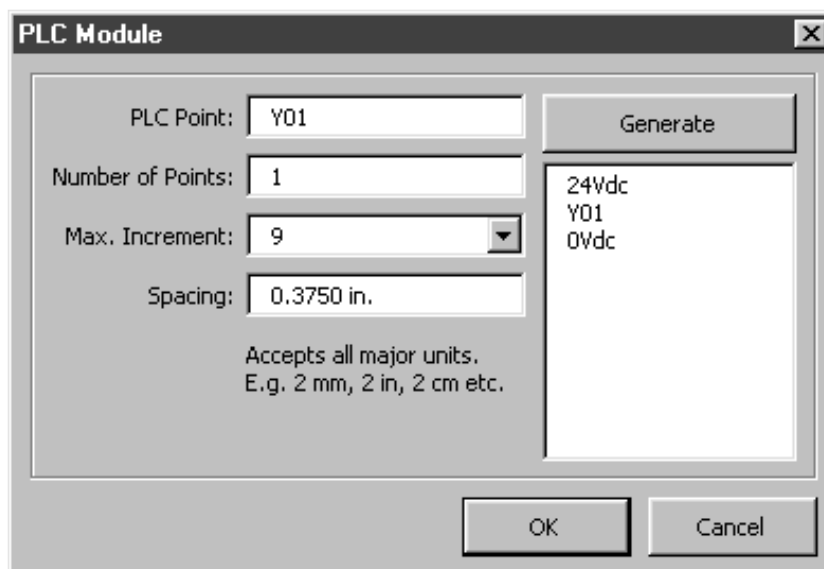 PLC Module
PLC Point: Y01
Generate
Number of Points: 1
24Vdc
Y01
0Vdc
Max. Increment: 9
Spacing: 0.3750 in.
Accepts all major units.
E.g. 2 mm, 2 in, 2 cm etc.
OK
Cancel